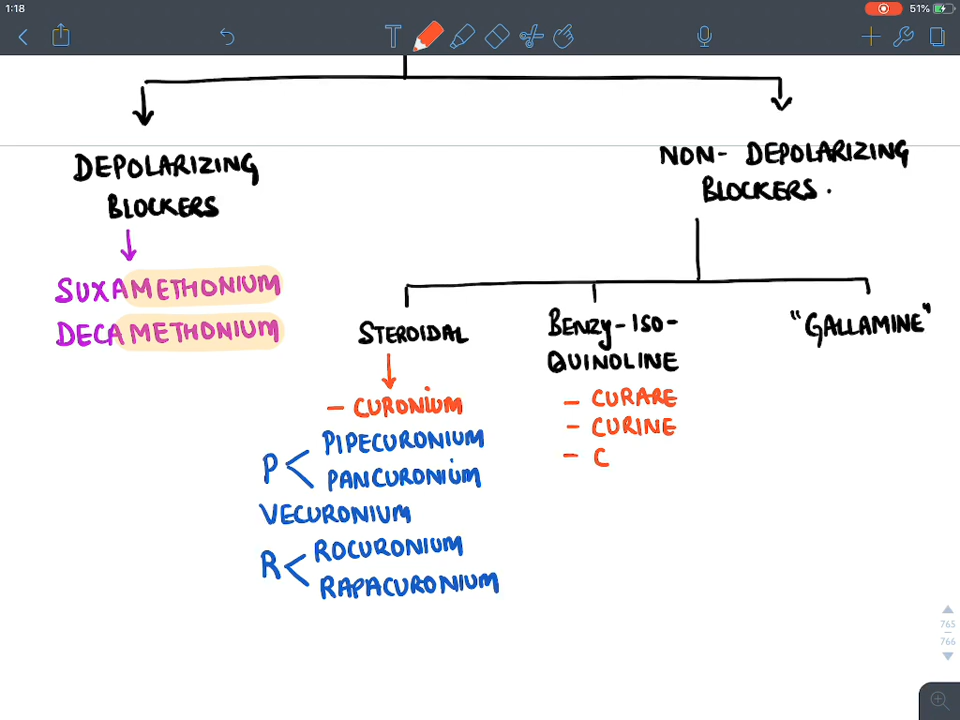 1:18
51%
T
DEPOLARIZING
BLOCKERS
NON- DEPOLARIZING
BLOCKERS.
SUXAMETHONIUM
DECAMETHONIUM
STEROIDAL
- CURONIUM
P
PIPECURONIUM
PANCURONIUM
VECURONIUM
R
ROCURONIUM
RAPACURONIUM
BENZY-ISO-
QUINOLINE
- CURARE
- CURINE
- C
"GALLAMINE"
765
766